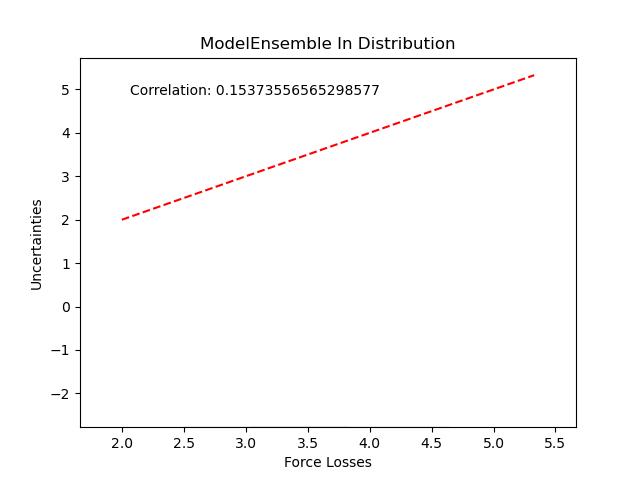 ModelEnsemble In Distribution
Correlation: 0.15373556565298577
Uncertainties
5
4
3
2
1
0
−1
−2
2.0 2.5 3.0 3.5 4.0 4.5 5.0 5.5
Force Losses